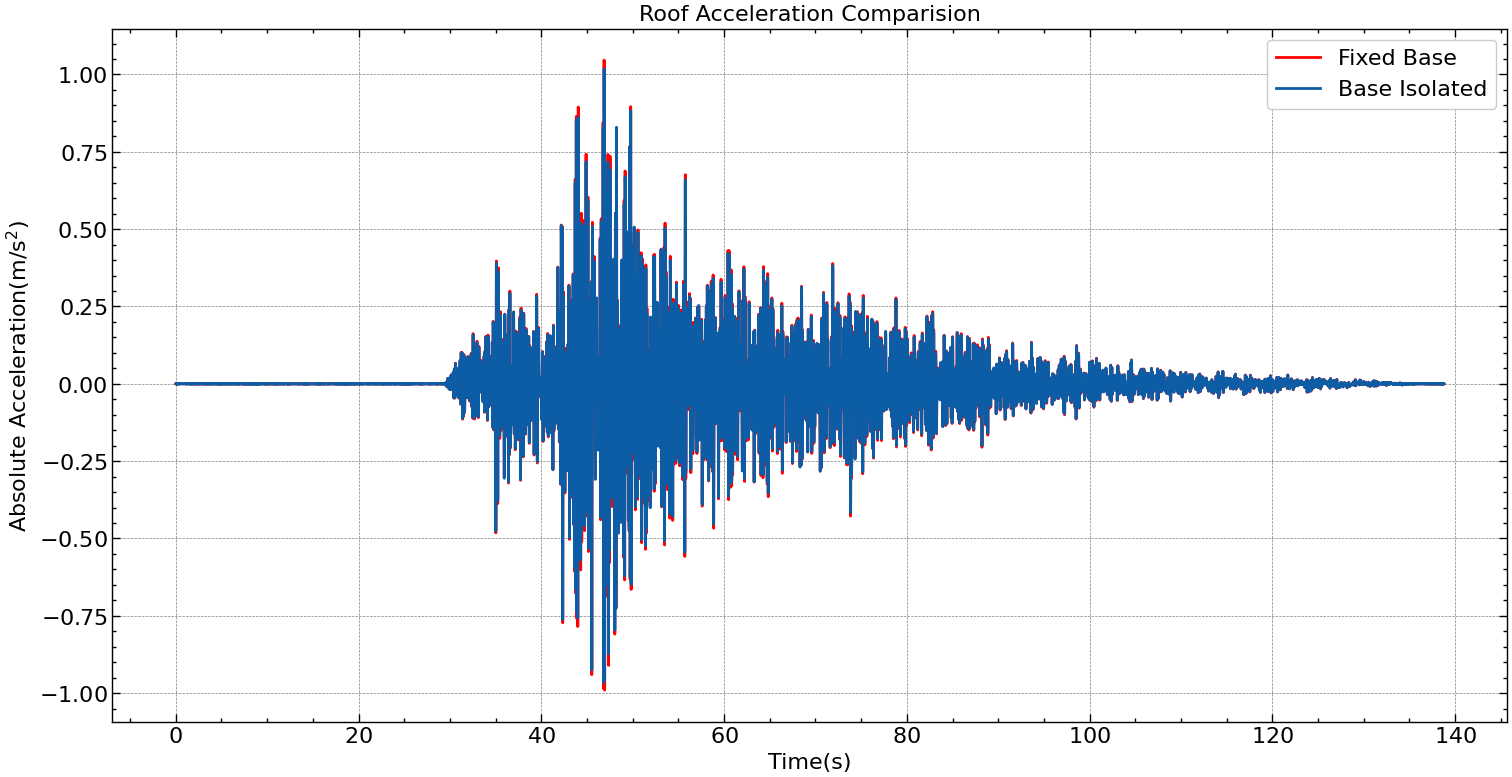 Roof Acceleration Comparision
Fixed Base
Base Isolated
Absolute Acceleration(m/s²)
1.00
0.75
0.50
0.25
0.00
−0.25
−0.50
−0.75
−1.00
0 20 40 60 80 100 120 140
Time(s)